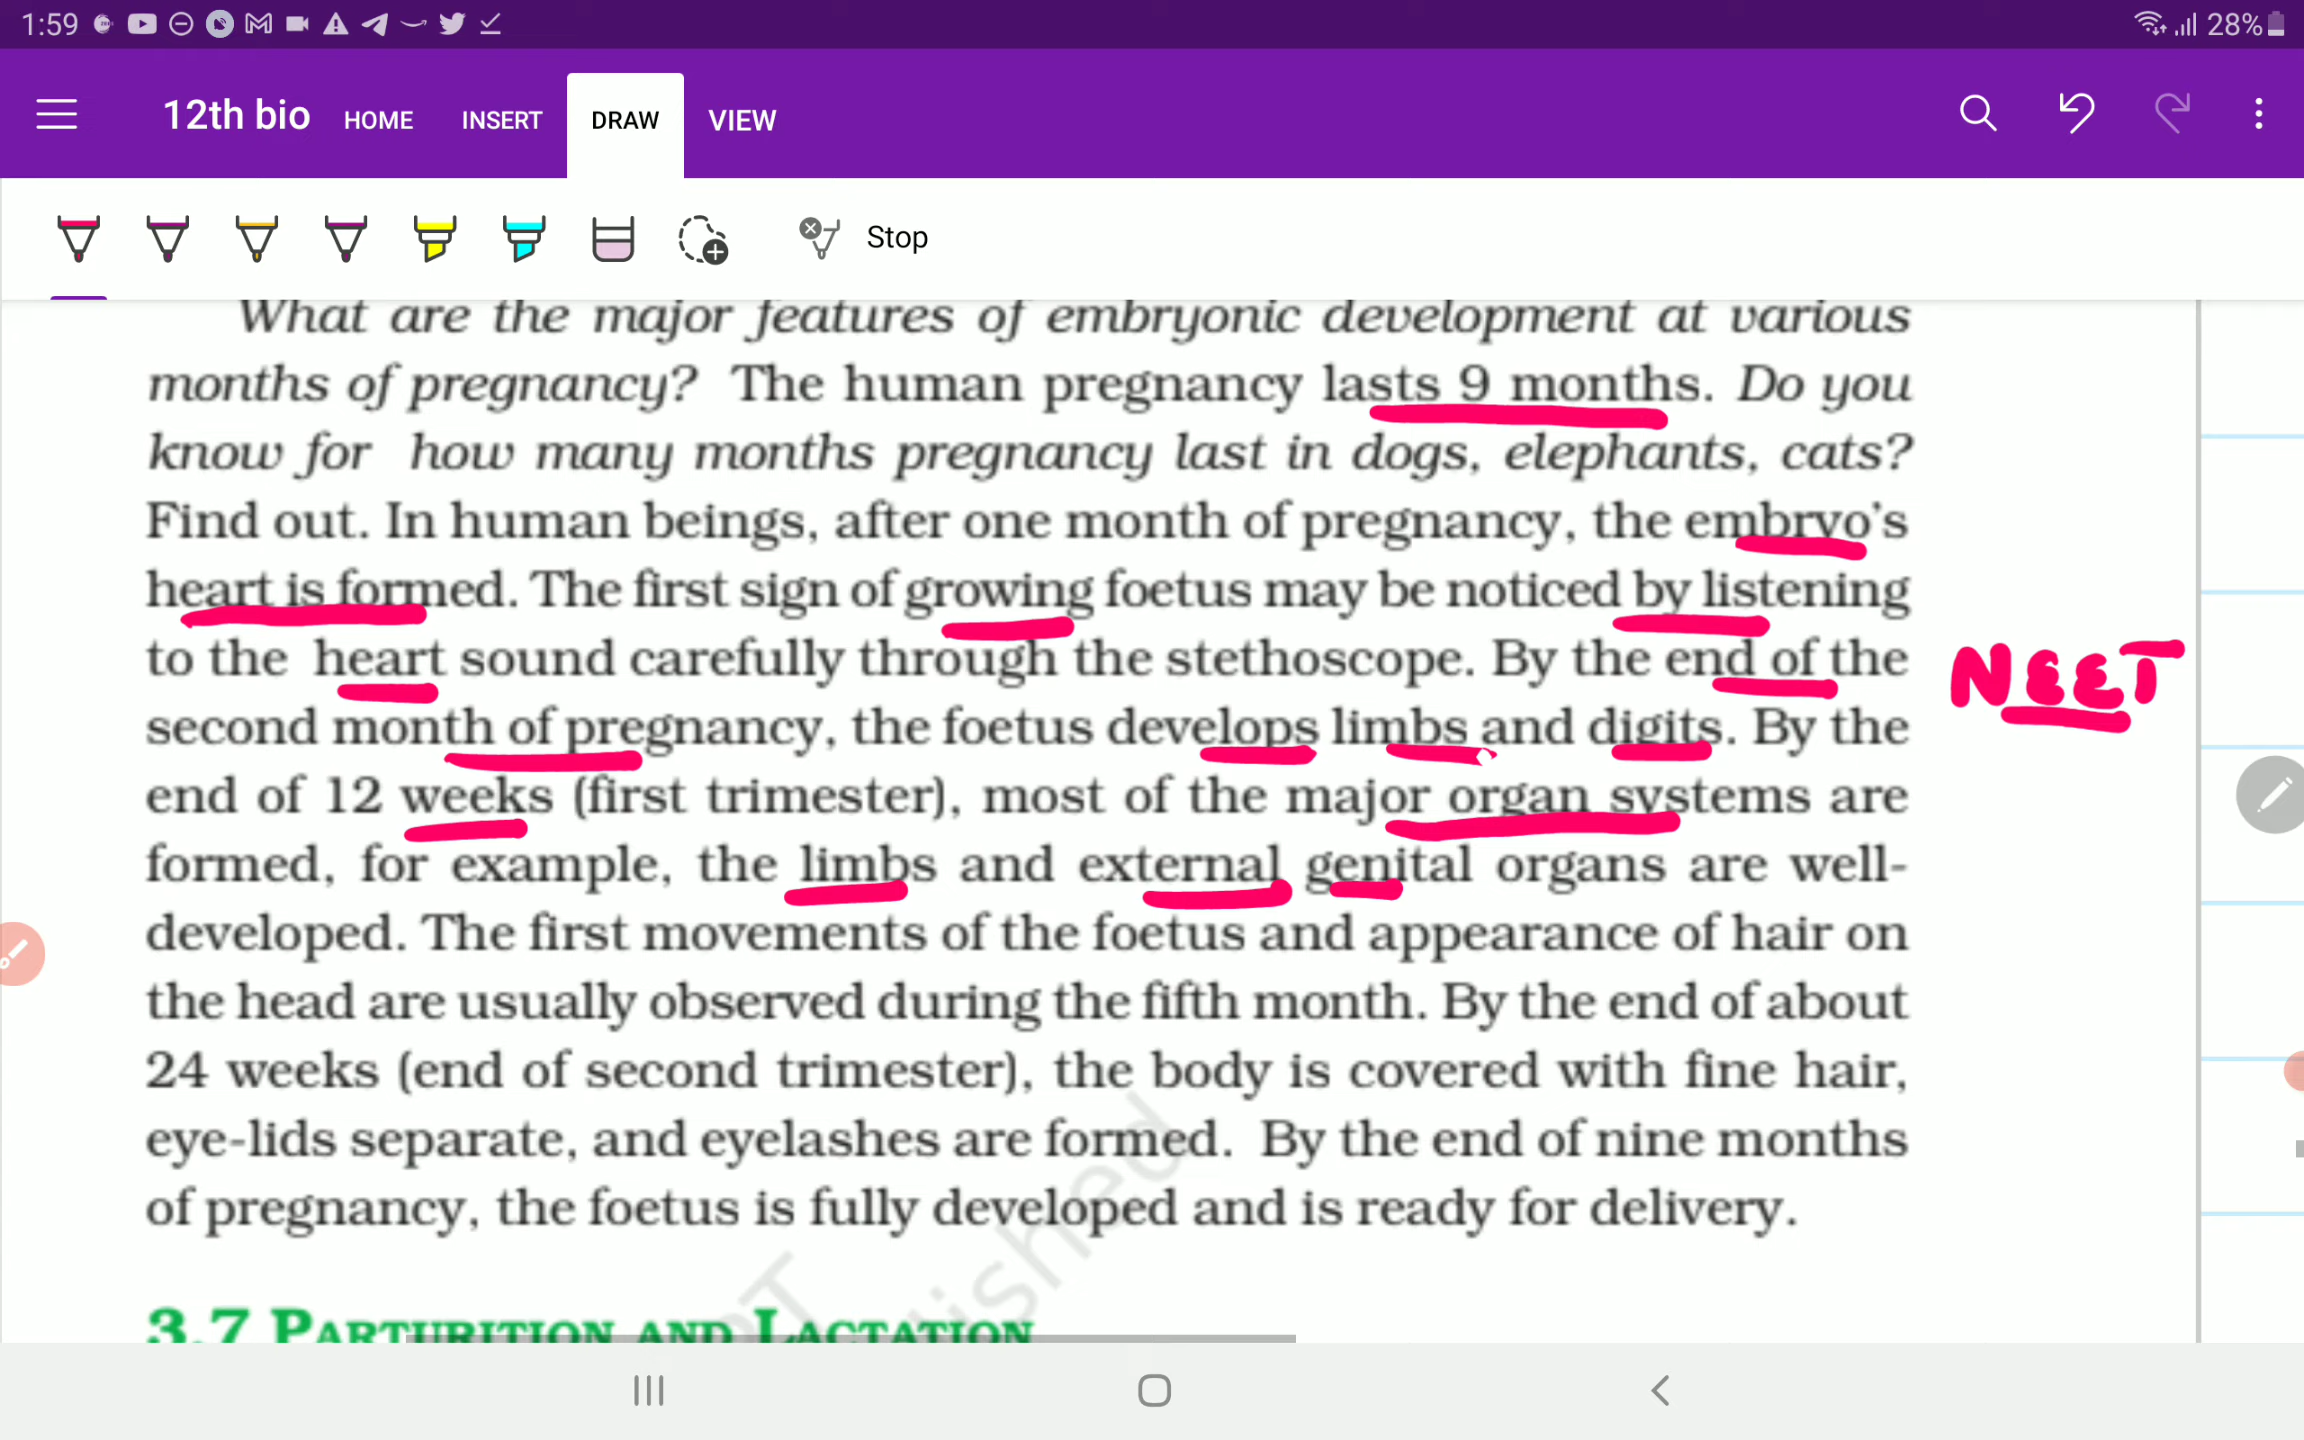 1:59 28%
12th bio HOME INSERT DRAW VIEW
Stop
What are the major features of embryonic development at various
months of pregnancy? The human pregnancy lasts 9 months. Do you
know for how many months pregnancy last in dogs, elephants, cats?
Find out. In human beings, after one month of pregnancy, the embryo's
heart is formed. The first sign of growing foetus may be noticed by listening
to the heart sound carefully through the stethoscope. By the end of the
NEET
second month of pregnancy, the foetus develops limbs and digits. By the
end of 12 weeks (first trimester), most of the major organ systems are
formed, for example, the limbs and external genital organs are well-
developed. The first movements of the foetus and appearance of hair on
the head are usually observed during the fifth month. By the end of about
24 weeks (end of second trimester), the body is covered with fine hair,
eye-lids separate, and eyelashes are formed. By the end of nine months
of pregnancy, the foetus is fully developed and is ready for delivery.
3.7 PARTURITION AND LACTATION